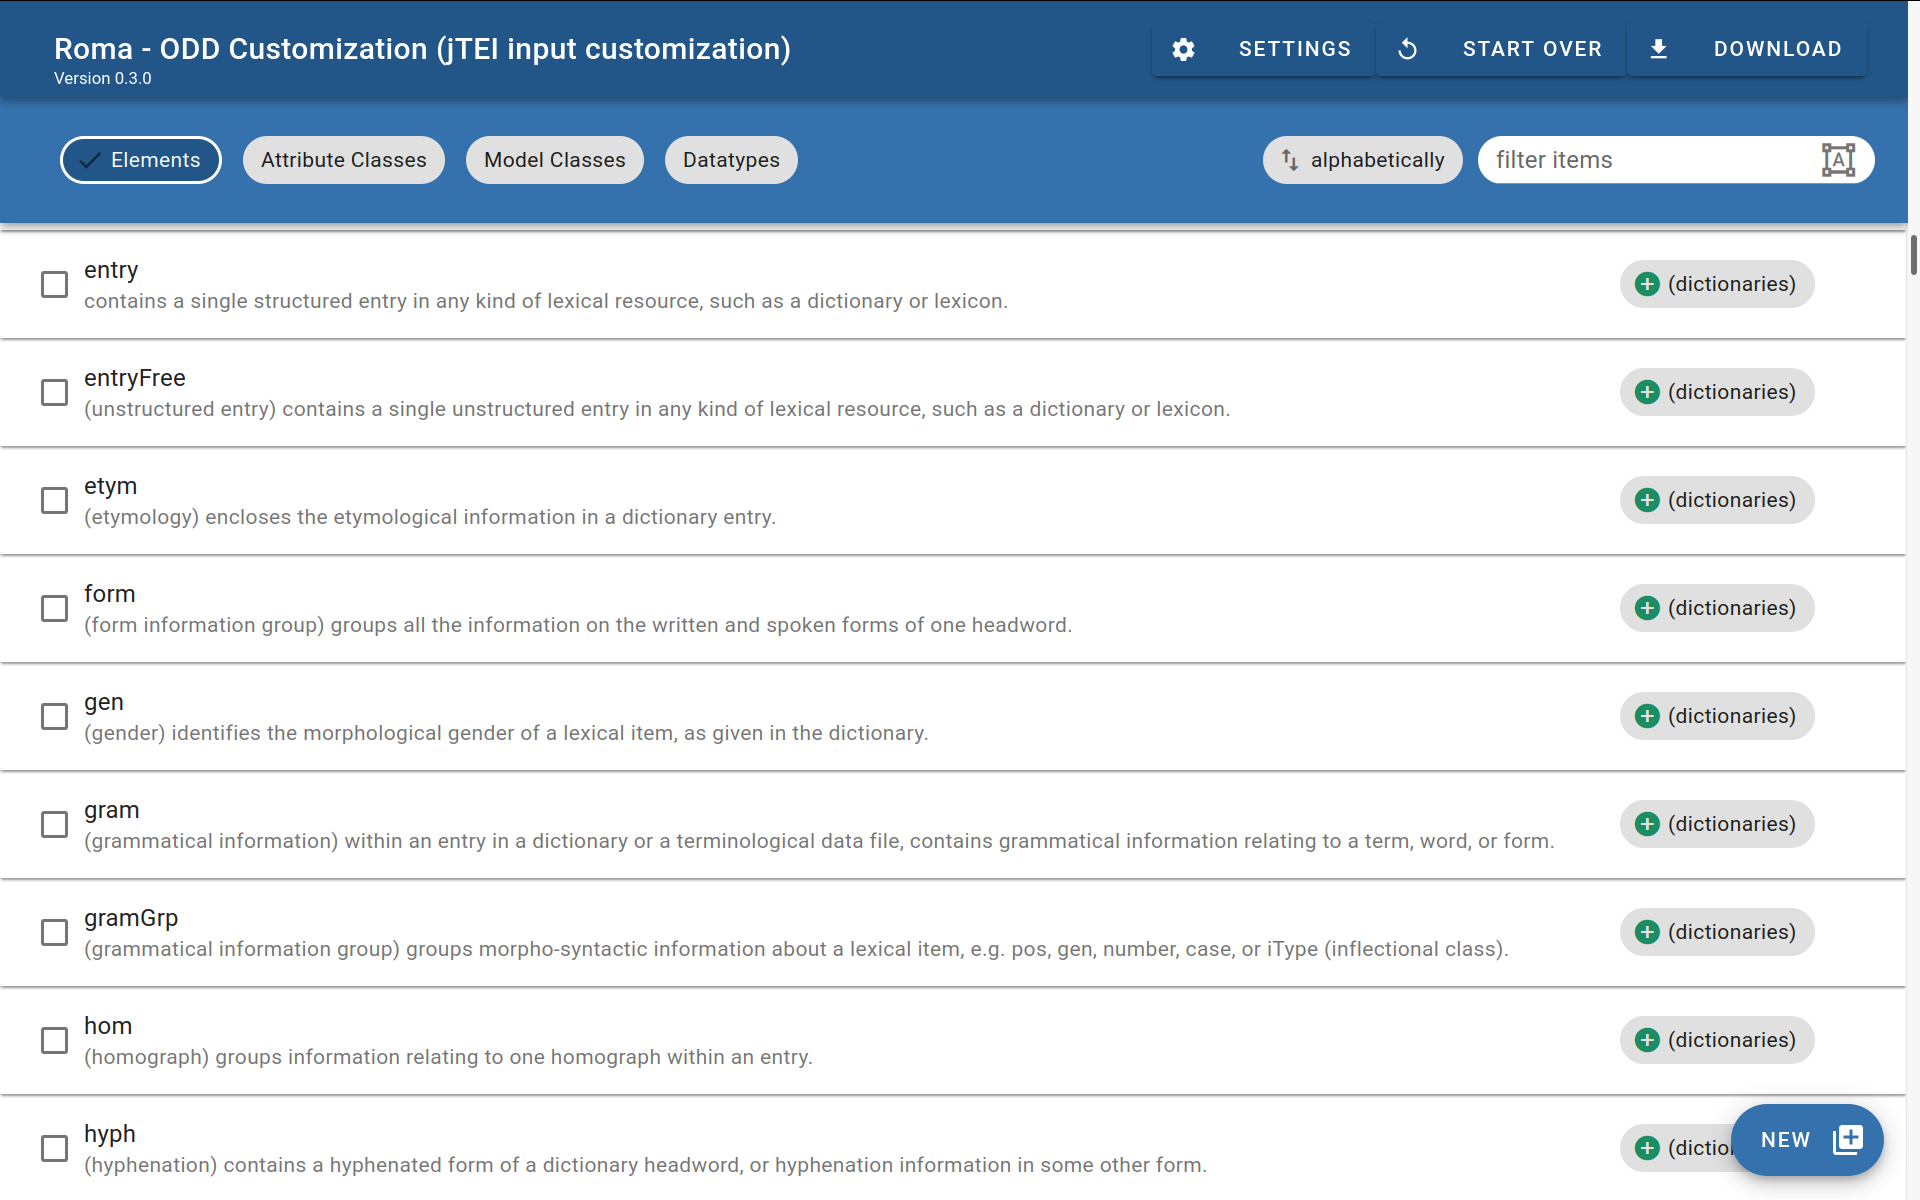 Roma - ODD Customization (jTEI input customization)
Version 0.3.0
SETTINGS
START OVER
DOWNLOAD
Elements
Attribute Classes
Model Classes
Datatypes
alphabetically
filter items
A
entry
contains a single structured entry in any kind of lexical resource, such as a dictionary or lexicon.
(dictionaries)
entryFree
(unstructured entry) contains a single unstructured entry in any kind of lexical resource, such as a dictionary or lexicon.
(dictionaries)
etym
(etymology) encloses the etymological information in a dictionary entry.
(dictionaries)
form
(form information group) groups all the information on the written and spoken forms of one headword.
(dictionaries)
gen
(gender) identifies the morphological gender of a lexical item, as given in the dictionary.
(dictionaries)
gram
(grammatical information) within an entry in a dictionary or a terminological data file, contains grammatical information relating to a term, word, or form.
(dictionaries)
gramGrp
(grammatical information group) groups morpho-syntactic information about a lexical item, e.g. pos, gen, number, case, or iType (inflectional class).
(dictionaries)
hom
(homograph) groups information relating to one homograph within an entry.
(dictionaries)
hyph
(hyphenation) contains a hyphenated form of a dictionary headword, or hyphenation information in some other form.
NEW